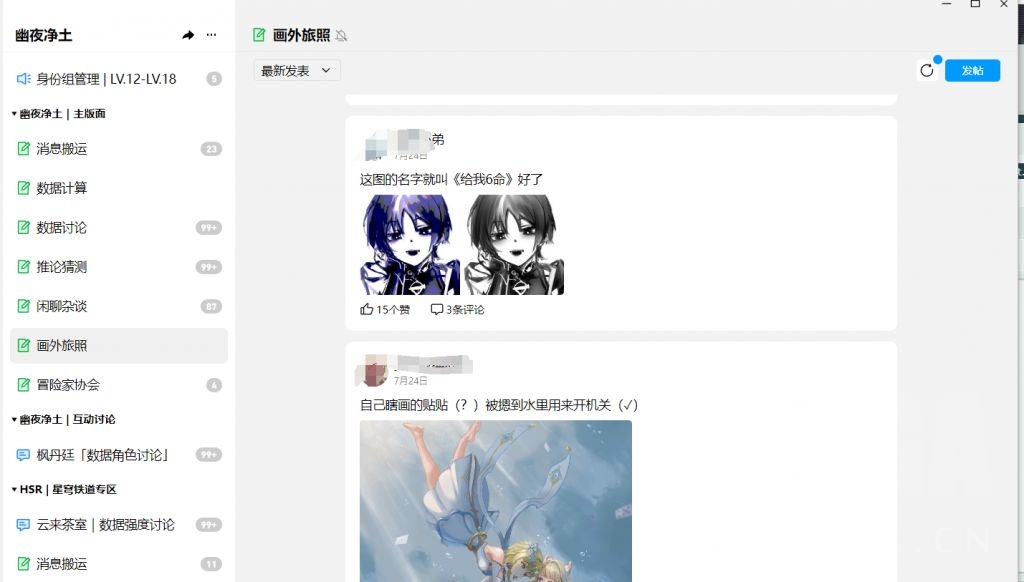 幽夜净土
身份组管理 | LV.12-LV.18
5
幽夜净土 | 主版面
消息搬运
23
数据计算
数据讨论
99+
推论猜测
99+
闲聊杂谈
87
画外旅照
冒险家协会
4
幽夜净土 | 互动讨论
枫丹廷「数据角色讨论」
99+
HSR | 星穹铁道专区
云来茶室 | 数据强度讨论
99+
消息搬运
11
画外旅照
最新发表
发帖
弟
7月24日
这图的名字就叫《给我6命》好了
15个赞
3条评论
7月24日
自己瞎画的贴贴（？）被摁到水里用来开机关（✓）
.CN